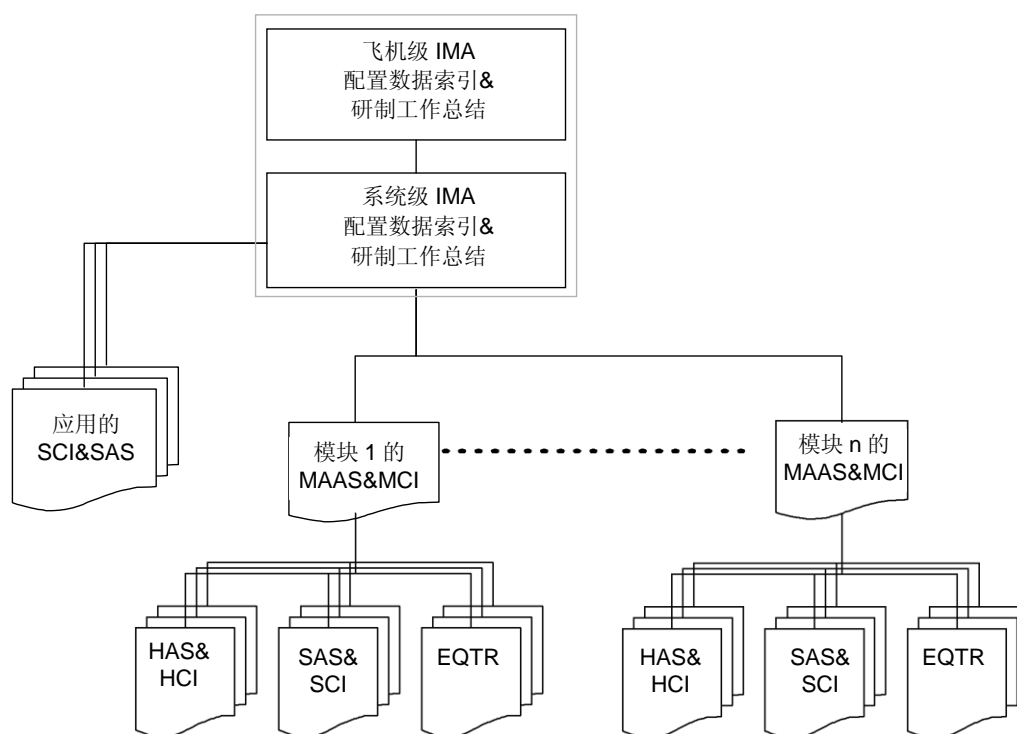 飞机级 IMA
配置数据索引&
研制工作总结
系统级 IMA
配置数据索引&
研制工作总结
应用的
SCI&SAS
模块 1 的
MAAS&MCI
模块 n 的
MAAS&MCI
HAS&
HCI
SAS&
SCI
EQTR
HAS&
HCI
SAS&
SCI
EQTR